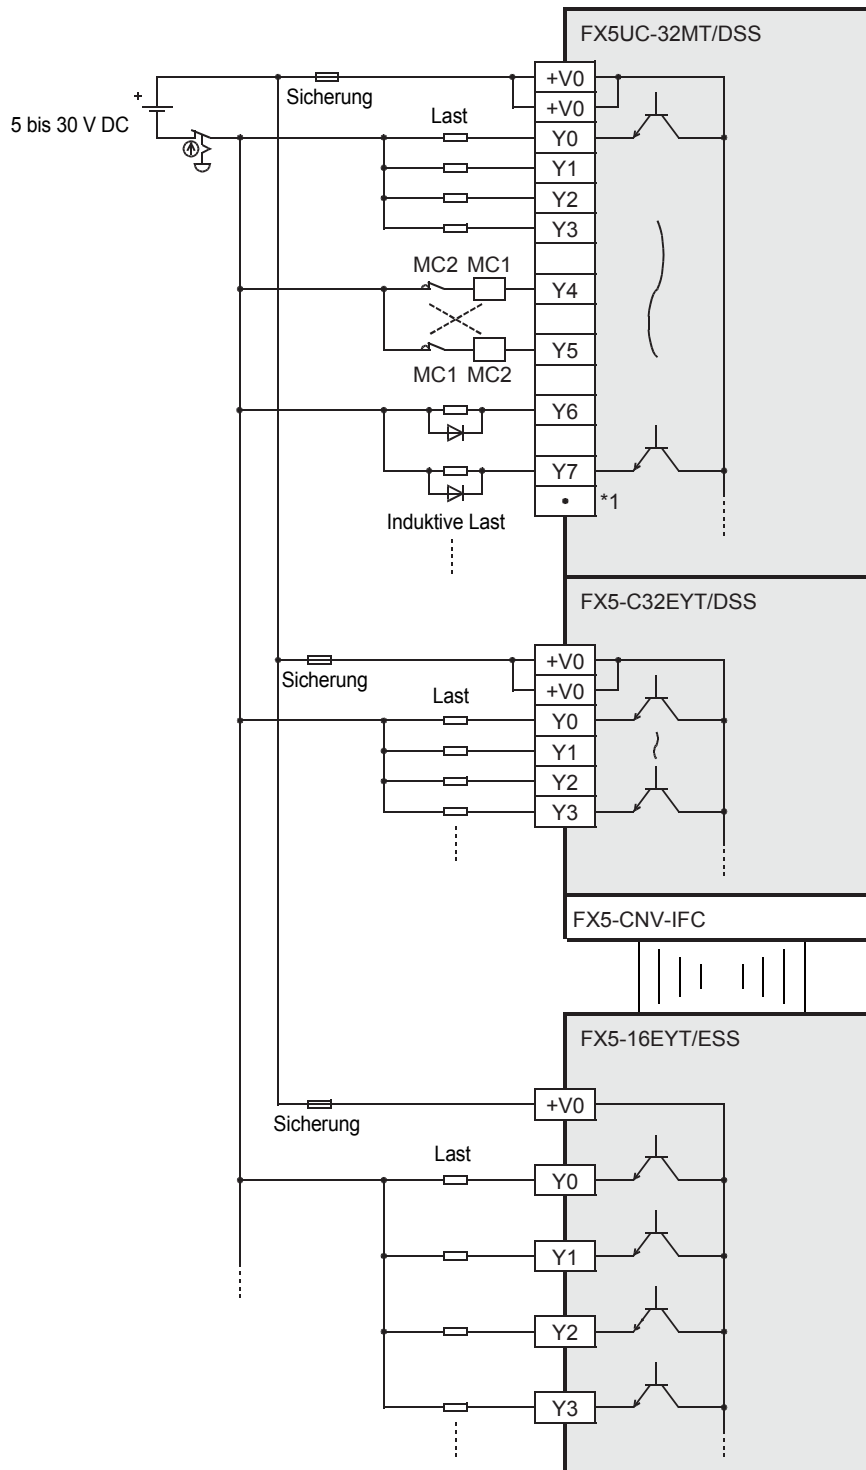 FX5UC-32MT/DSS
+V0
Sicherung
+V0
+
5 bis 30 V DC
Last
Y0
Y1
Y2
Y3
MC2 MC1
Y4
Y5
MC1 MC2
Y6
Y7
• *1
Induktive Last
FX5-C32EYT/DSS
+V0
Sicherung
+V0
Last
Y0
Y1
Y2
Y3
FX5-CNV-IFC
FX5-16EYT/ESS
+V0
Sicherung
Last
Y0
Y1
Y2
Y3